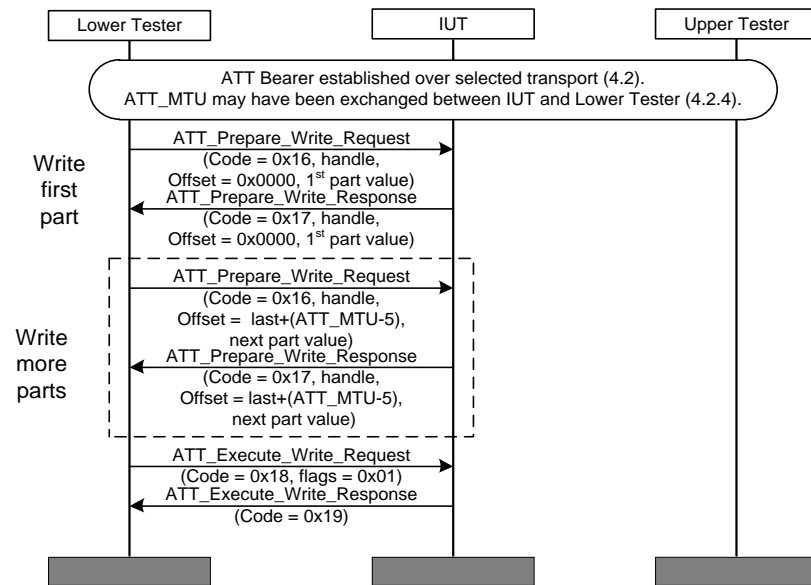 Lower Tester
IUT
Upper Tester
ATT Bearer established over selected transport (4.2).
ATT_MTU may have been exchanged between IUT and Lower Tester (4.2.4).
Write
first
part
ATT_Prepare_Write_Request
(Code = 0x16, handle,
Offset = 0x0000, 1st part value)
ATT_Prepare_Write_Response
(Code = 0x17, handle,
Offset = 0x0000, 1st part value)
Write
more
parts
ATT_Prepare_Write_Request
(Code = 0x16, handle,
Offset = last+(ATT_MTU-5),
next part value)
ATT_Prepare_Write_Response
(Code = 0x17, handle,
Offset = last+(ATT_MTU-5),
next part value)
ATT_Execute_Write_Request
(Code = 0x18, flags = 0x01)
ATT_Execute_Write_Response
(Code = 0x19)